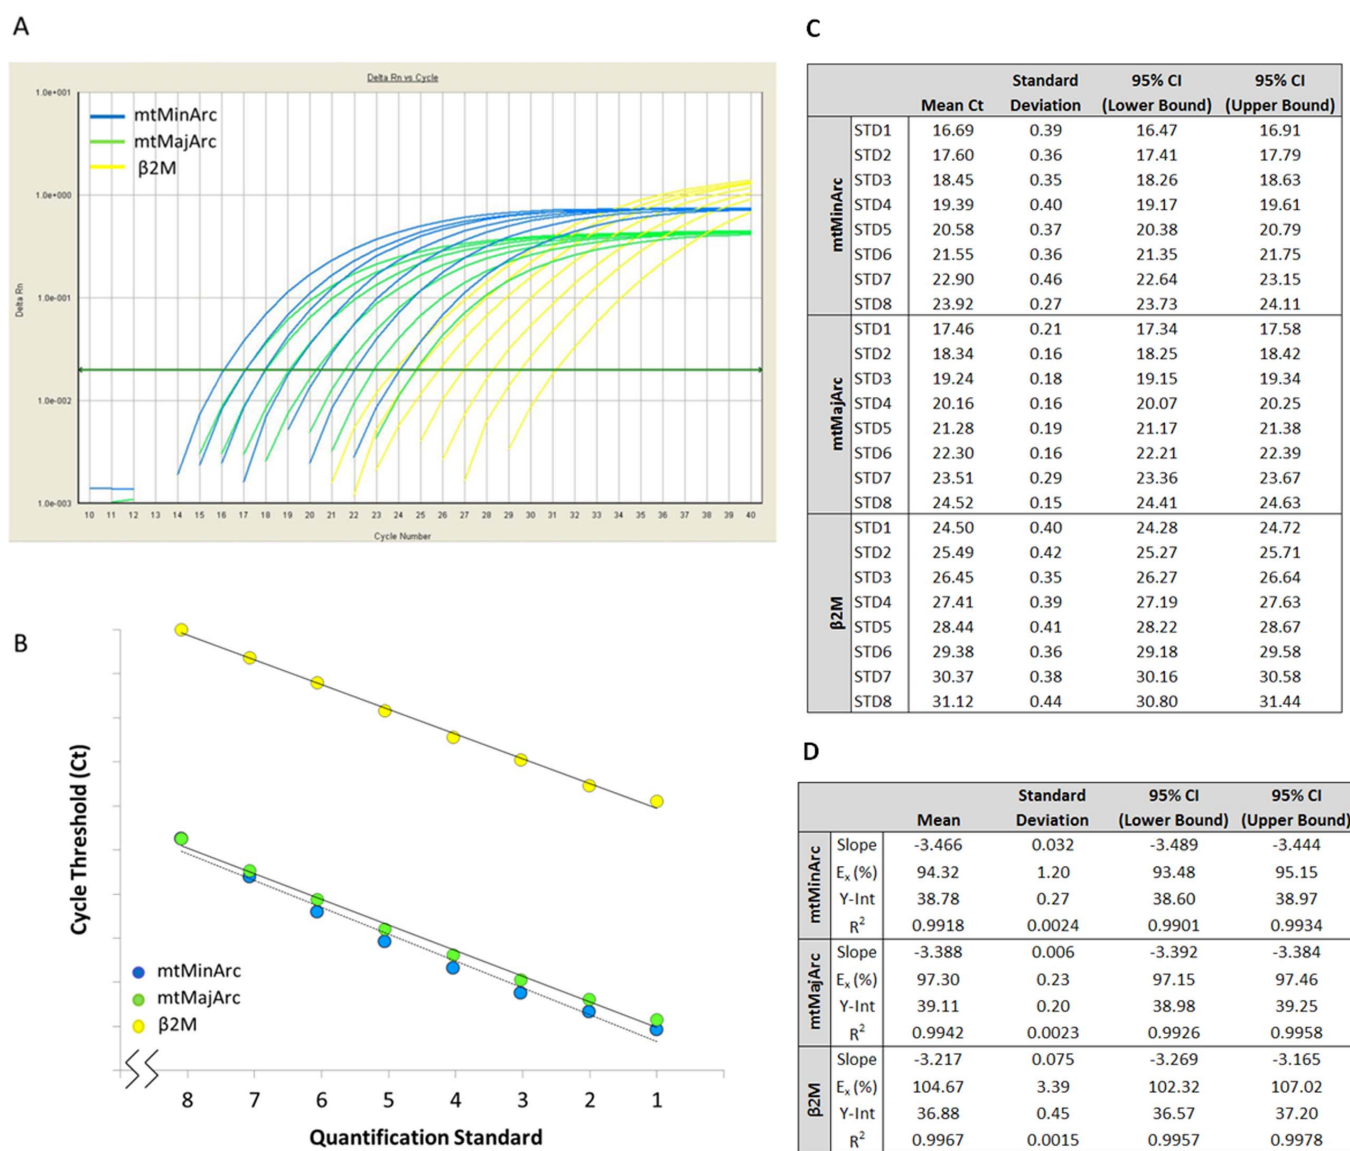 A
Delta Rn vs Cycle
1.0e+001
mtMinArc
mtMajArc
β2M
1.0e+000
Delta Rn
1.0e-001
1.0e-002
1.0e-003
10 11 12 13 14 15 16 17 18 19 20 21 22 23 24 25 26 27 28 29 30 31 32 33 34 35 36 37 38 39 40
Cycle Number
B
Cycle Threshold (Ct)
mtMinArc
mtMajArc
β2M
8 7 6 5 4 3 2 1
Quantification Standard
C
Mean Ct Standard Deviation 95% CI (Lower Bound) 95% CI (Upper Bound)
mtMinArc
STD1 16.69 0.39 16.47 16.91
STD2 17.60 0.36 17.41 17.79
STD3 18.45 0.35 18.26 18.63
STD4 19.39 0.40 19.17 19.61
STD5 20.58 0.37 20.38 20.79
STD6 21.55 0.36 21.35 21.75
STD7 22.90 0.46 22.64 23.15
STD8 23.92 0.27 23.73 24.11
mtMajArc
STD1 17.46 0.21 17.34 17.58
STD2 18.34 0.16 18.25 18.42
STD3 19.24 0.18 19.15 19.34
STD4 20.16 0.16 20.07 20.25
STD5 21.28 0.19 21.17 21.38
STD6 22.30 0.16 22.21 22.39
STD7 23.51 0.29 23.36 23.67
STD8 24.52 0.15 24.41 24.63
β2M
STD1 24.50 0.40 24.28 24.72
STD2 25.49 0.42 25.27 25.71
STD3 26.45 0.35 26.27 26.64
STD4 27.41 0.39 27.19 27.63
STD5 28.44 0.41 28.22 28.67
STD6 29.38 0.36 29.18 29.58
STD7 30.37 0.38 30.16 30.58
STD8 31.12 0.44 30.80 31.44
D
Mean Standard Deviation 95% CI (Lower Bound) 95% CI (Upper Bound)
mtMinArc
Slope -3.466 0.032 -3.489 -3.444
Eₓ (%) 94.32 1.20 93.48 95.15
Y-Int 38.78 0.27 38.60 38.97
R² 0.9918 0.0024 0.9901 0.9934
mtMajArc
Slope -3.388 0.006 -3.392 -3.384
Eₓ (%) 97.30 0.23 97.15 97.46
Y-Int 39.11 0.20 38.98 39.25
R² 0.9942 0.0023 0.9926 0.9958
β2M
Slope -3.217 0.075 -3.269 -3.165
Eₓ (%) 104.67 3.39 102.32 107.02
Y-Int 36.88 0.45 36.57 37.20
R² 0.9967 0.0015 0.9957 0.9978